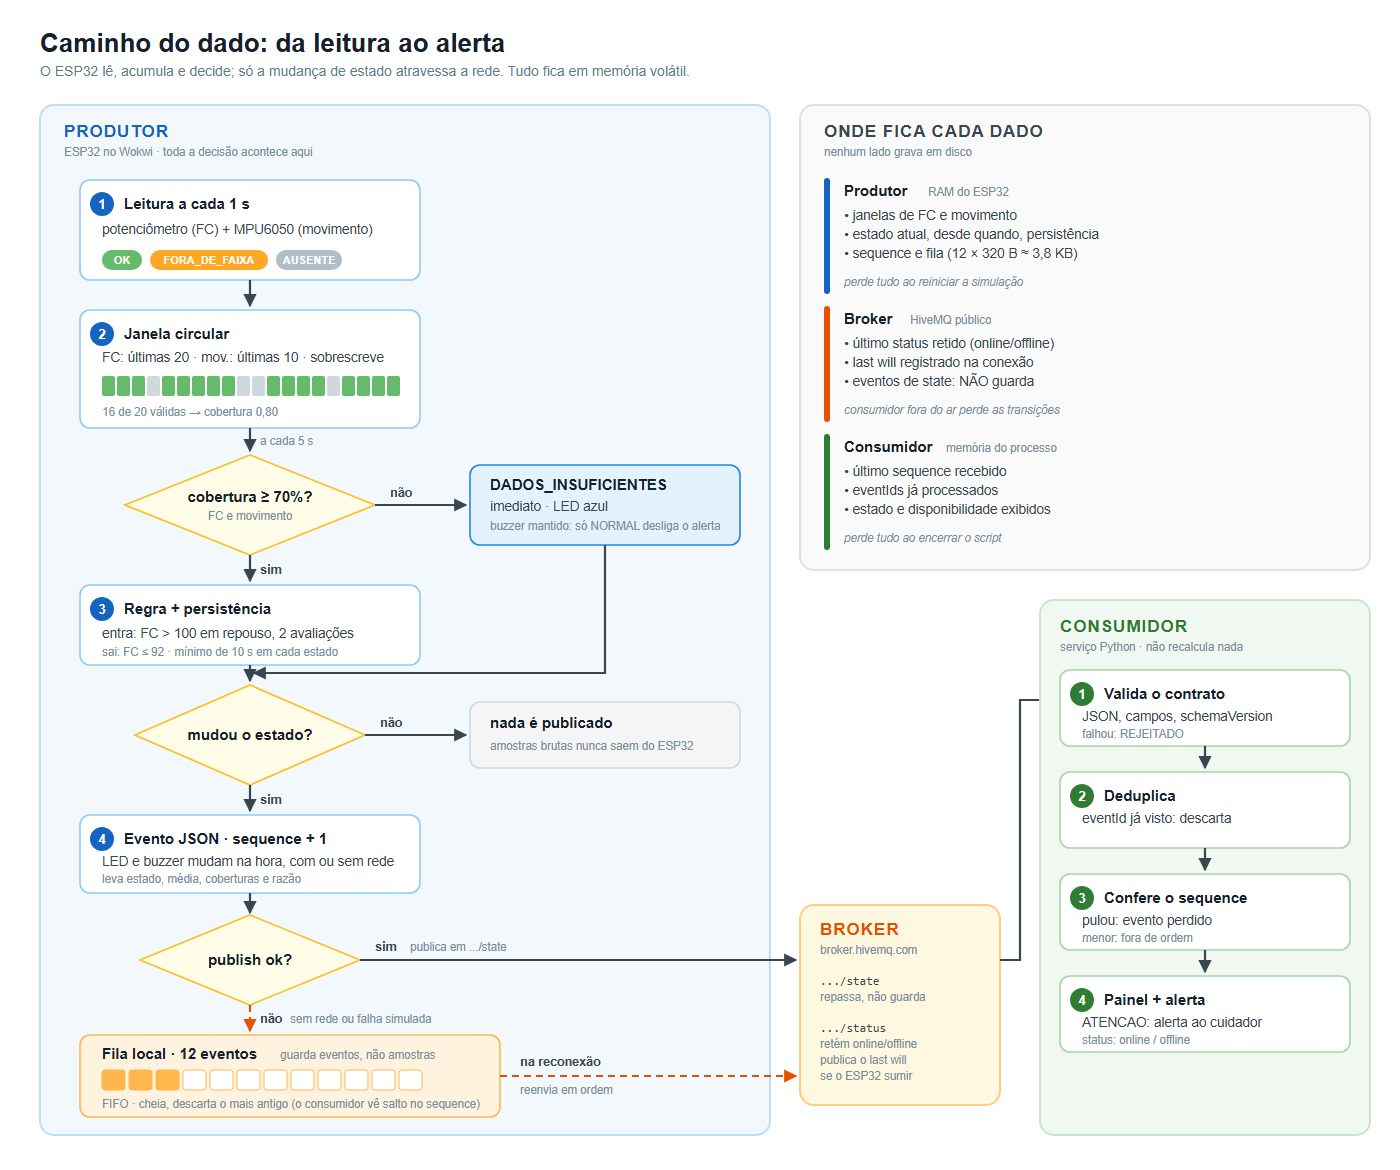 Caminho do dado: da leitura ao alerta
O ESP32 lê, acumula e decide; só a mudança de estado atravessa a rede. Tudo fica em memória volátil.
PRODUTOR
ESP32 no Wokwi · toda a decisão acontece aqui
1 Leitura a cada 1 s
potenciômetro (FC) + MPU6050 (movimento)
OK FORA_DE_FAIXA AUSENTE
2 Janela circular
FC: últimas 20 · mov.: últimas 10 · sobrescreve
16 de 20 válidas → cobertura 0,80
a cada 5 s
cobertura ≥ 70%?
FC e movimento
não
DADOS_INSUFICIENTES
imediato · LED azul
buzzer mantido: só NORMAL desliga o alerta
sim
3 Regra + persistência
entra: FC > 100 em repouso, 2 avaliações
sai: FC ≤ 92 · mínimo de 10 s em cada estado
mudou o estado?
não
nada é publicado
amostras brutas nunca saem do ESP32
sim
4 Evento JSON · sequence + 1
LED e buzzer mudam na hora, com ou sem rede
leva estado, média, coberturas e razão
publish ok?
sim publica em .../state
não sem rede ou falha simulada
Fila local · 12 eventos guarda eventos, não amostras
FIFO · cheia, descarta o mais antigo (o consumidor vê salto no sequence)
na reconexão
reenvia em ordem
ONDE FICA CADA DADO
nenhum lado grava em disco
Produtor RAM do ESP32
• janelas de FC e movimento
• estado atual, desde quando, persistência
• sequence e fila (12 × 320 B ≈ 3,8 KB)
perde tudo ao reiniciar a simulação
Broker HiveMQ público
• último status retido (online/offline)
• last will registrado na conexão
• eventos de state: NÃO guarda
consumidor fora do ar perde as transições
Consumidor memória do processo
• último sequence recebido
• eventIds já processados
• estado e disponibilidade exibidos
perde tudo ao encerrar o script
BROKER
broker.hivemq.com
.../state
repassa, não guarda
.../status
retém online/offline
publica o last will
se o ESP32 sumir
CONSUMIDOR
serviço Python · não recalcula nada
1 Valida o contrato
JSON, campos, schemaVersion
falhou: REJEITADO
2 Deduplica
eventId já visto: descarta
3 Confere o sequence
pulou: evento perdido
menor: fora de ordem
4 Painel + alerta
ATENCAO: alerta ao cuidador
status: online / offline